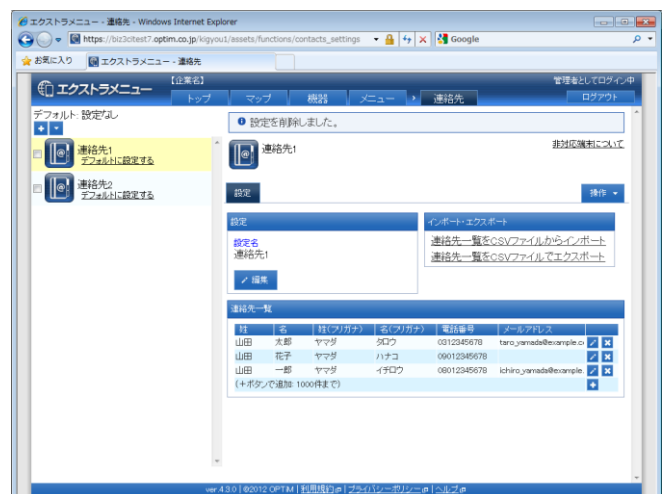 エクストラメニュー - 連絡先 - Windows Internet Explorer
https://biz3citest7.optim.co.jp/kigyou1/assets/functions/contacts_settings
Google
お気に入り
エクストラメニュー - 連絡先
エクストラメニュー
【企業名】
管理者としてログイン中
トップ
マップ
機器
メニュー
連絡先
ログアウト
デフォルト: 設定なし
連絡先1
デフォルトに設定する
連絡先2
デフォルトに設定する
設定を削除しました。
連絡先1
非対応端末について
設定
操作
設定
設定名
連絡先1
編集
インポート・エクスポート
連絡先一覧をCSVファイルからインポート
連絡先一覧をCSVファイルでエクスポート
連絡先一覧
姓 名 姓(フリガナ) 名(フリガナ) 電話番号 メールアドレス
山田 太郎 ヤマダ タロウ 0312345678 taro_yamada@example.co
山田 花子 ヤマダ ハナコ 09012345678
山田 一郎 ヤマダ イチロウ 08012345678 ichiro_yamada@example.
(+ボタンで追加: 1000件まで)
ver.4.3.0 | ©2012 OPTiM | 利用規約 | プライバシーポリシー | ヘルプ